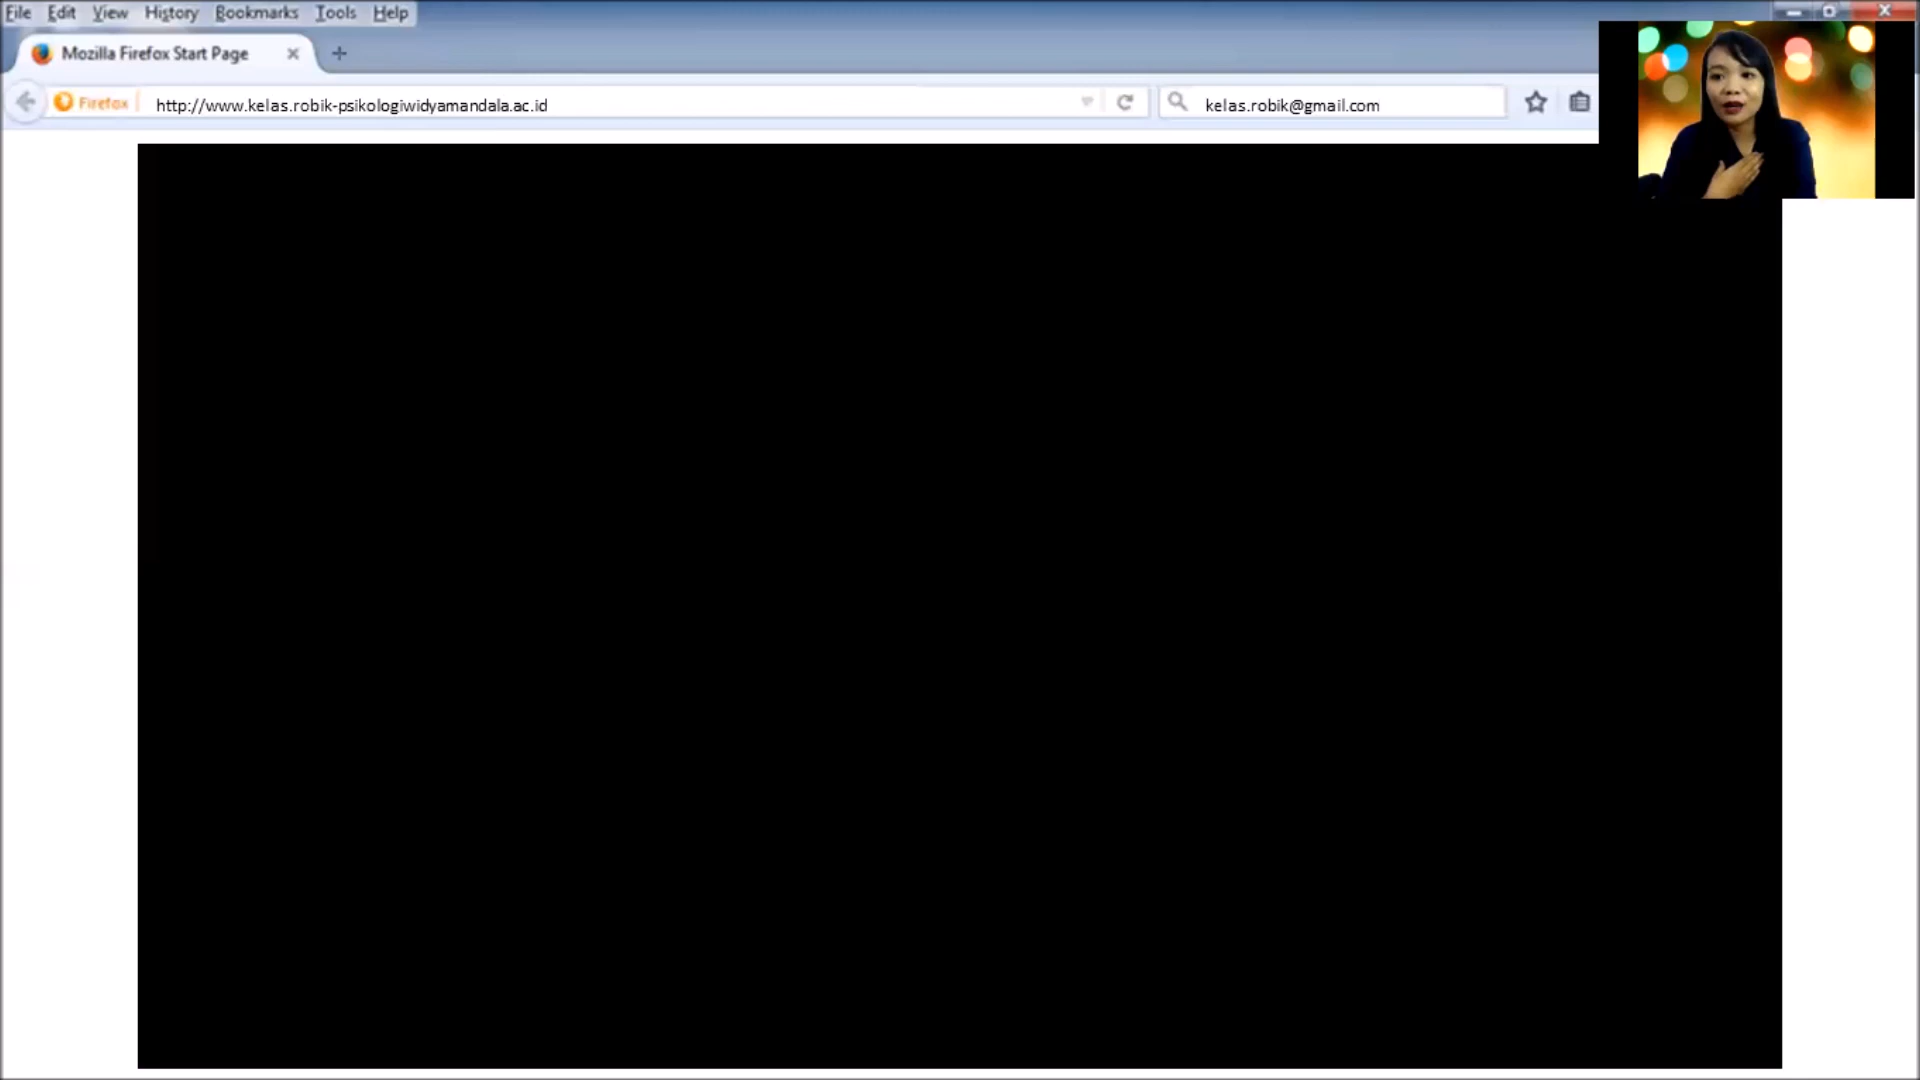 File Edit View History Bookmarks Tools Help
Mozilla Firefox Start Page
Firefox http://www.kelas.robik-psikologiwidyamandala.ac.id kelas.robik@gmail.com